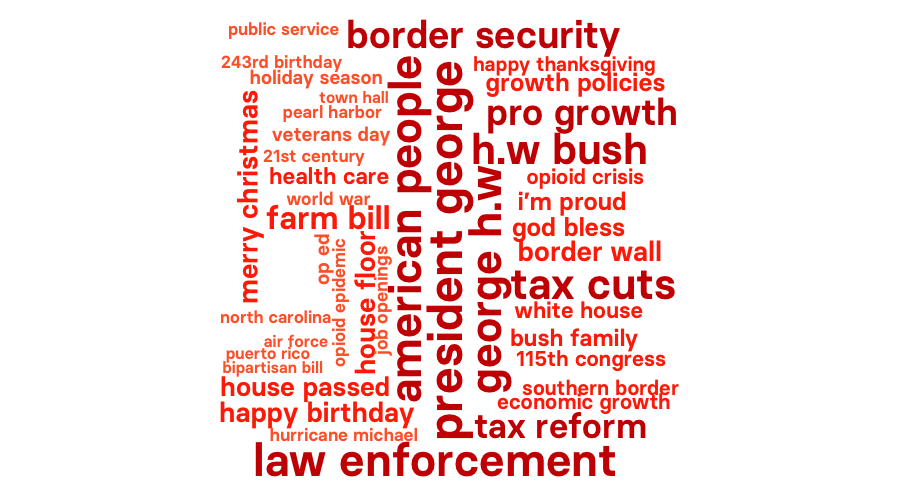 public service
border security
243rd birthday
holiday season
happy thanksgiving
growth policies
town hall
pearl harbor
pro growth
veterans day
21st century
h.w bush
health care
opioid crisis
world war
i’m proud
farm bill
god bless
border wall
merry christmas
op ed
opioid epidemic
house floor
job openings
american people
president george
george h.w
tax cuts
north carolina
white house
air force
bush family
puerto rico
115th congress
bipartisan bill
house passed
southern border
economic growth
happy birthday
tax reform
hurricane michael
law enforcement